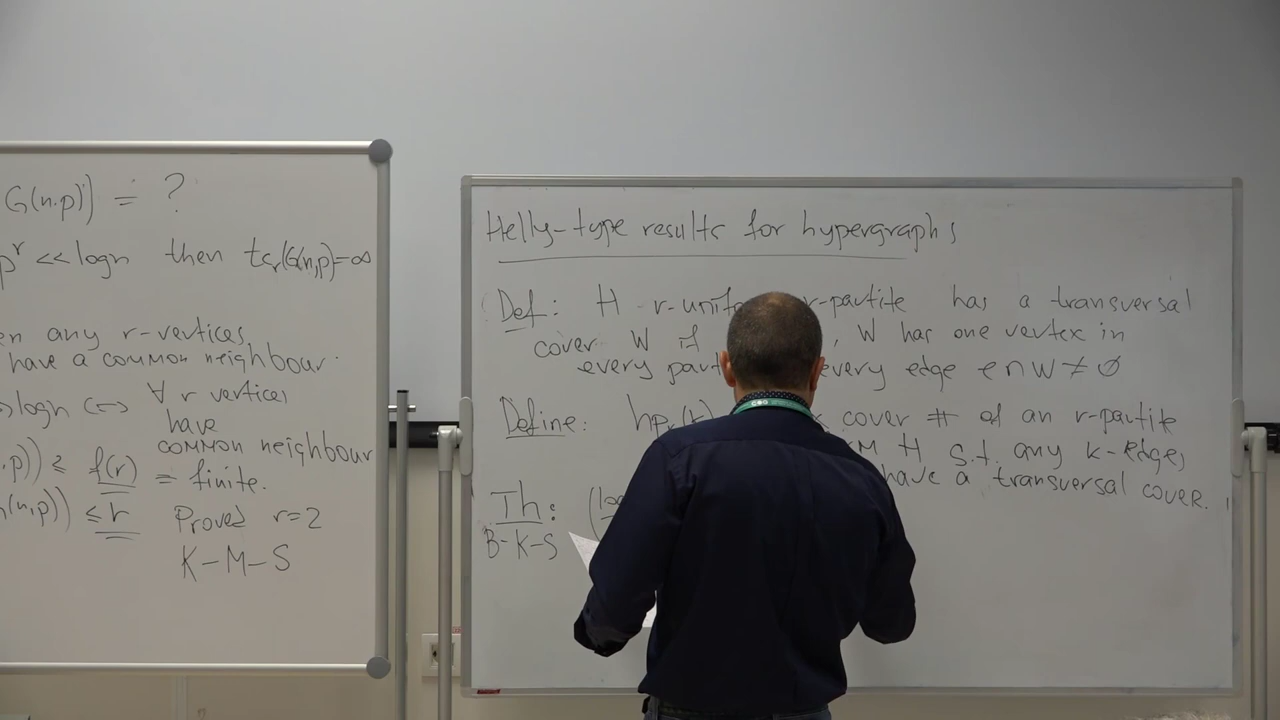 G(n,p)) = ?
p^r << logn then tc_r(G(n,p)) = ∞
any r-vertices
have a common neighbour.
logn <=> ∀ r vertices
have
common neighbour
p)) ≥ f(r) = finite.
(n,p)) ≤ r Proved r=2
K-M-S
Helly-type results for hypergraphs
Def: H r-unif r-partite has a transversal
cover W if , W has one vertex in
every part every edge e∩W ≠ ∅
Define: hp_r(k) cover # of an r-partite
H s.t. any k-edges
have a transversal cover.
Th:
B-K-S